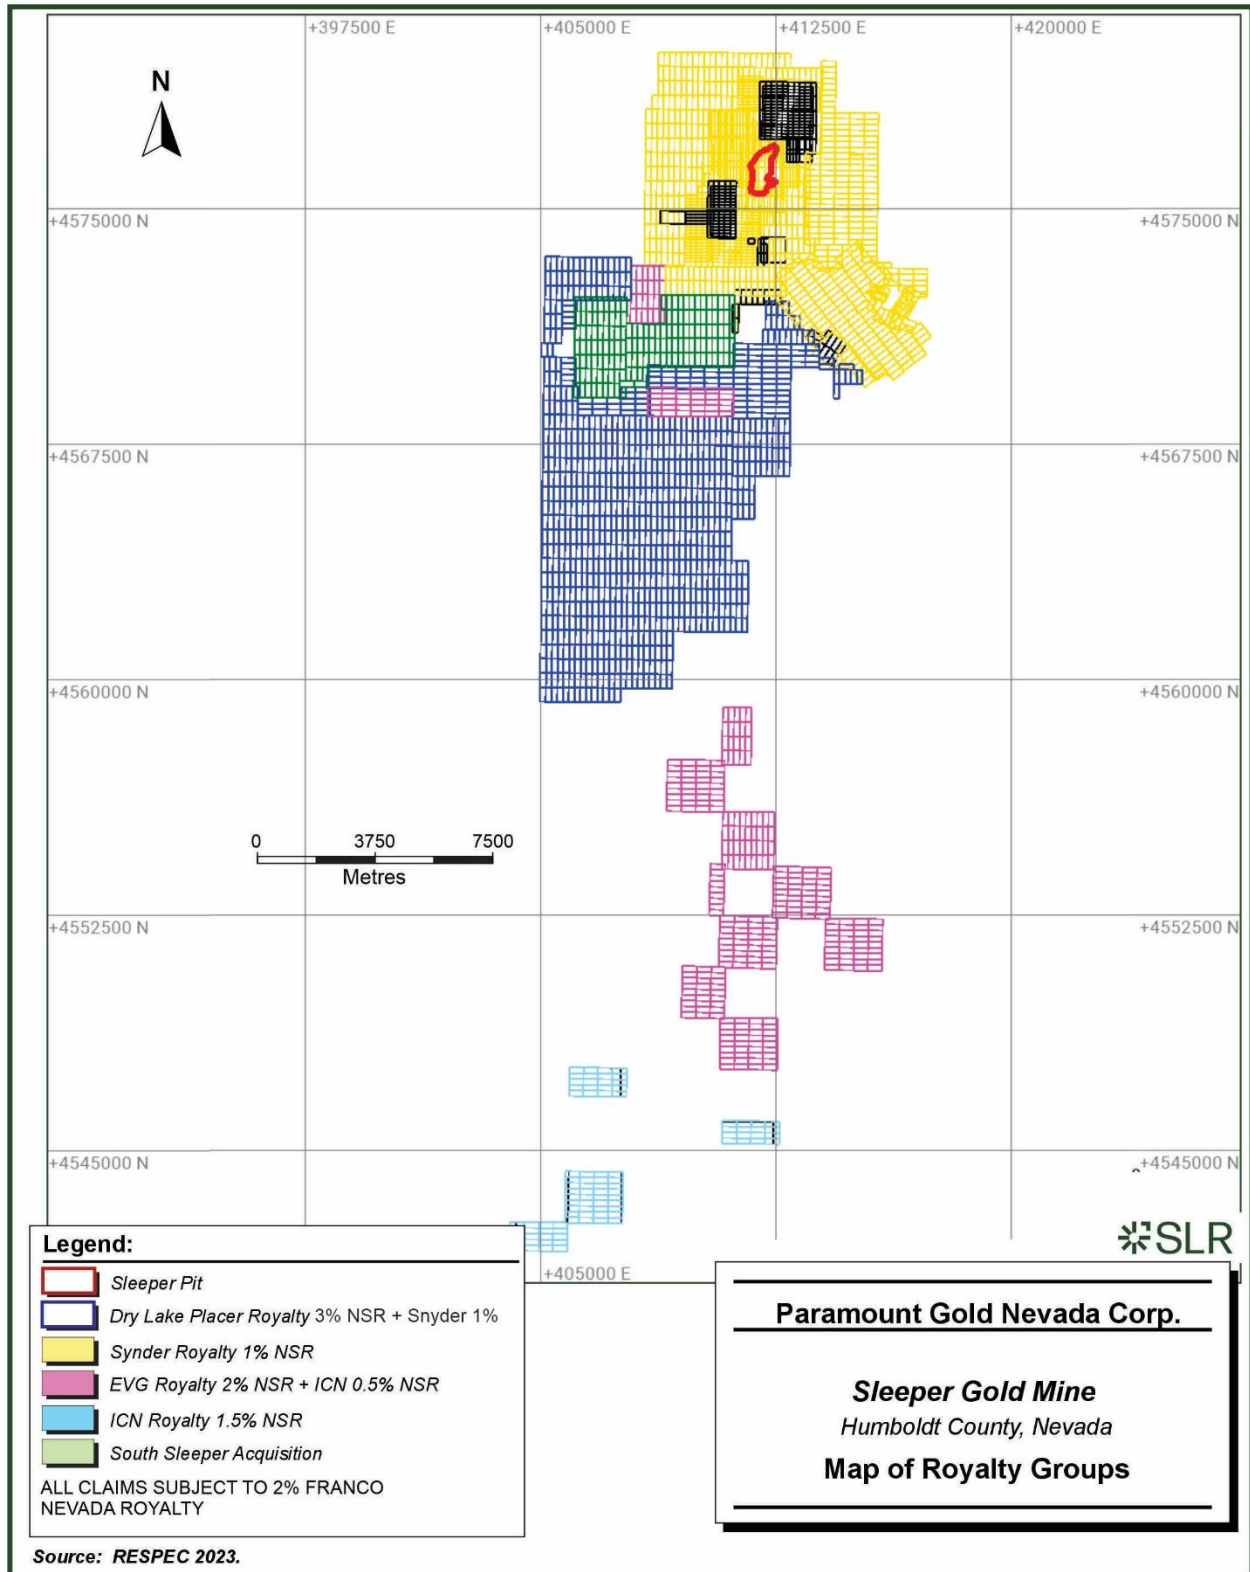 +397500 E
+405000 E
+412500 E
+420000 E
N
+4575000 N
+4575000 N
+4567500 N
+4567500 N
+4560000 N
+4560000 N
0 3750 7500
Metres
+4552500 N
+4552500 N
+4545000 N
+4545000 N
+405000 E
SLR
Legend:
Sleeper Pit
Dry Lake Placer Royalty 3% NSR + Snyder 1%
Synder Royalty 1% NSR
EVG Royalty 2% NSR + ICN 0.5% NSR
ICN Royalty 1.5% NSR
South Sleeper Acquisition
ALL CLAIMS SUBJECT TO 2% FRANCO
NEVADA ROYALTY
Paramount Gold Nevada Corp.
Sleeper Gold Mine
Humboldt County, Nevada
Map of Royalty Groups
Source: RESPEC 2023.